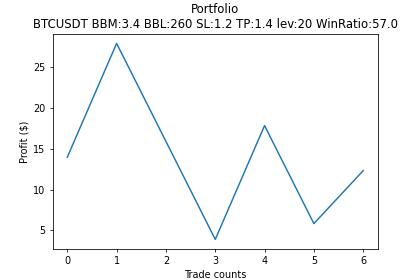 Portfolio
BTCUSDT BBM:3.4 BBL:260 SL:1.2 TP:1.4 lev:20 WinRatio:57.0
25
20
15
10
5
Profit ($)
0 1 2 3 4 5 6
Trade counts